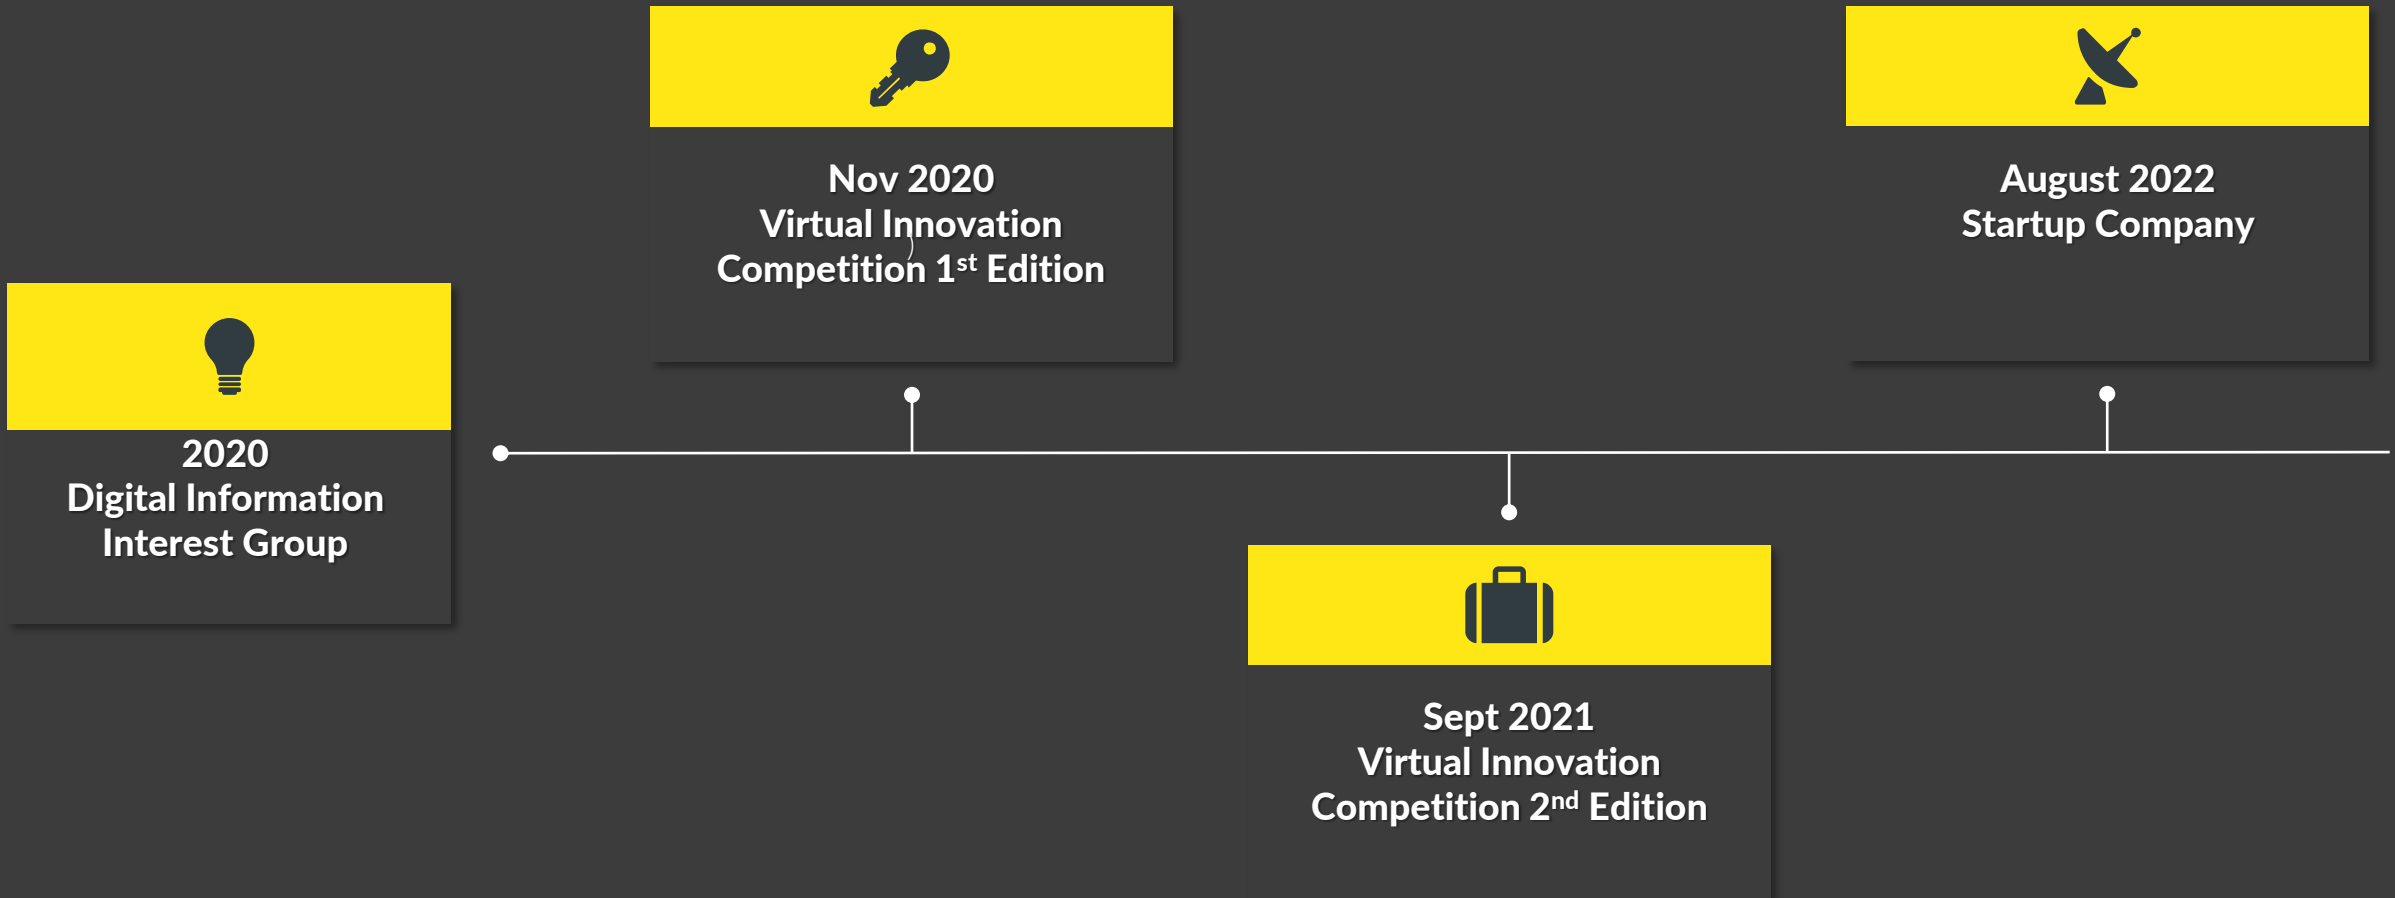 2020
Digital Information
Interest Group
Nov 2020
Virtual Innovation
)
Competition 1st Edition
Sept 2021
Virtual Innovation
Competition 2nd Edition
August 2022
Startup Company